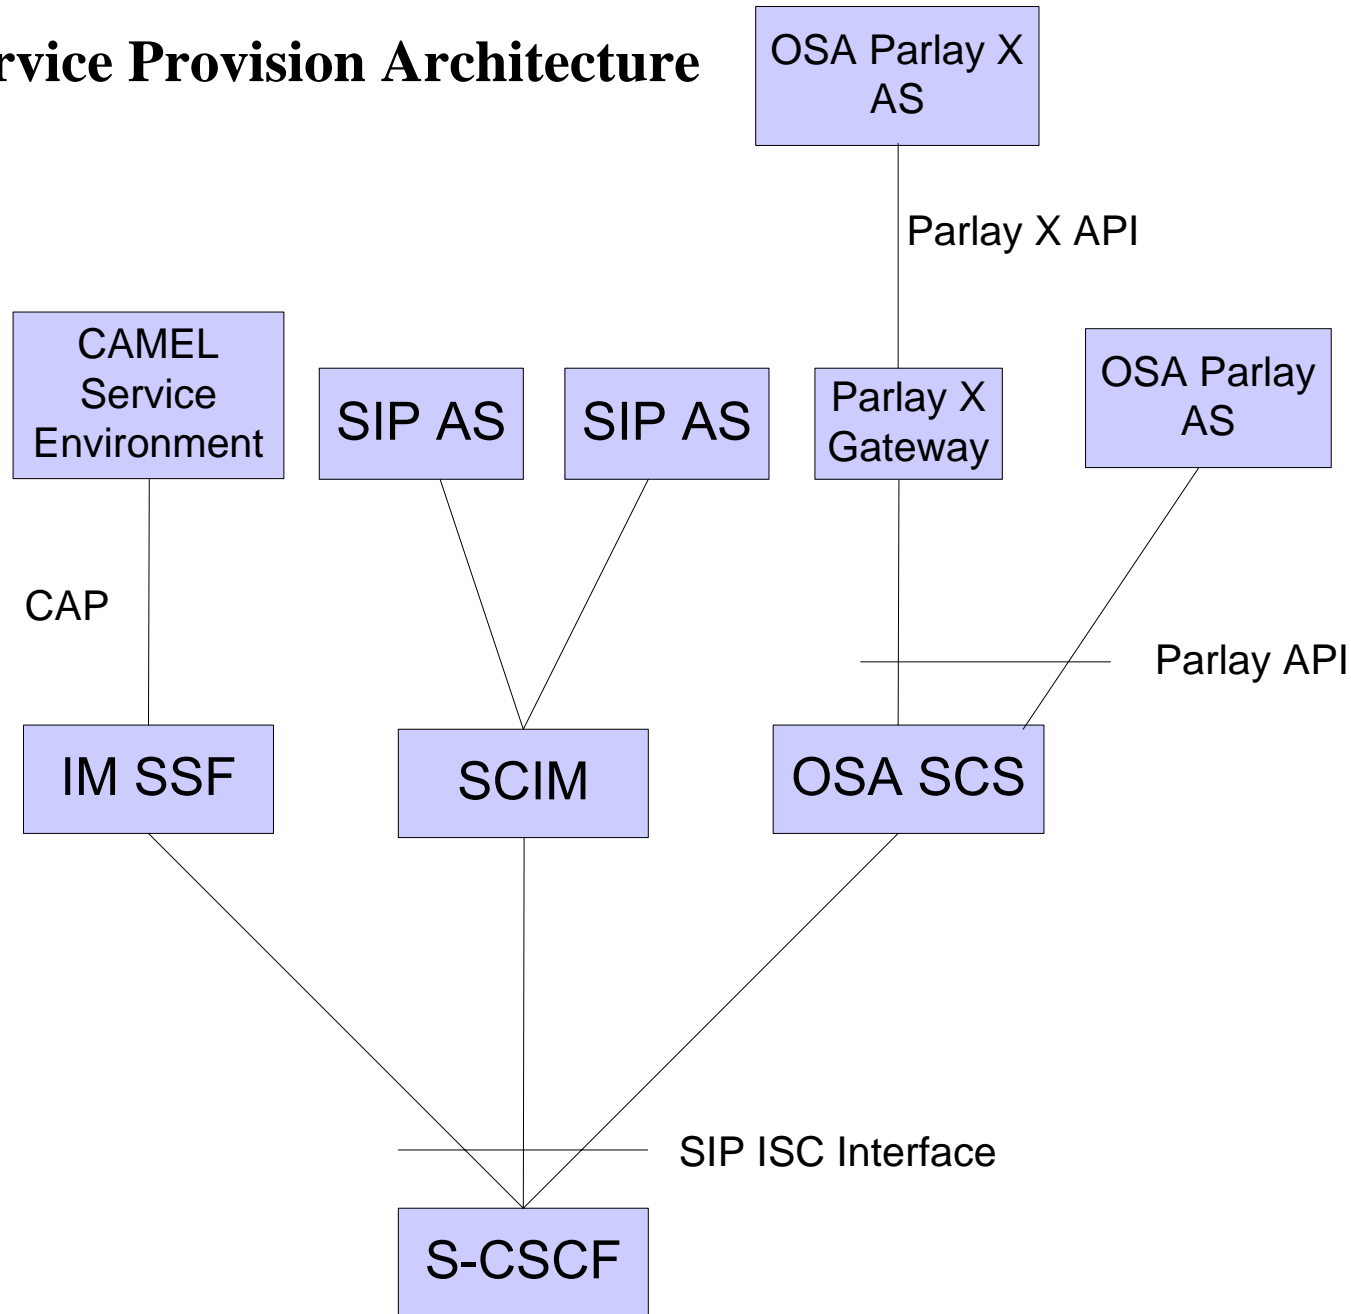 rvice Provision Architecture
OSA Parlay X
AS
Parlay X API
CAMEL
Service
Environment
SIP AS
SIP AS
Parlay X
Gateway
OSA Parlay
AS
CAP
Parlay API
IM SSF
SCIM
OSA SCS
SIP ISC Interface
S-CSCF